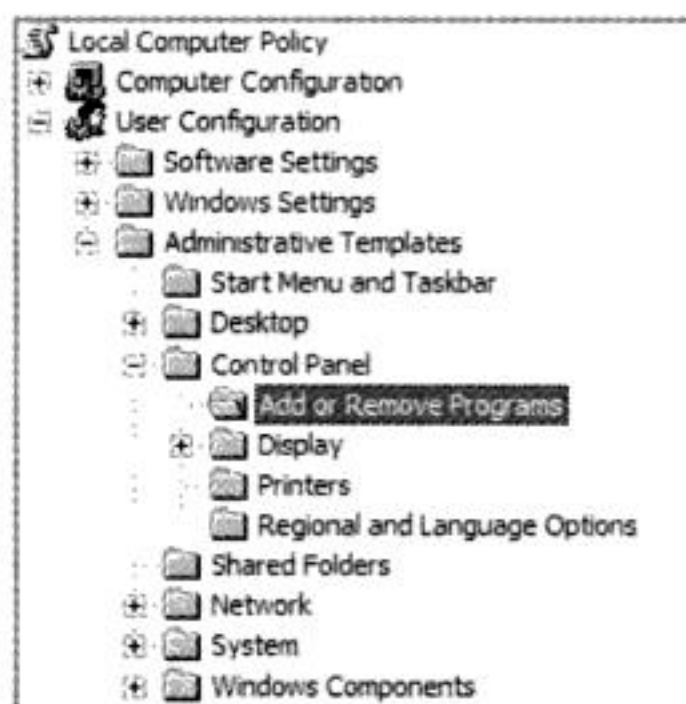 Local Computer Policy
Computer Configuration
User Configuration
Software Settings
Windows Settings
Administrative Templates
Start Menu and Taskbar
Desktop
Control Panel
Add or Remove Programs
Display
Printers
Regional and Language Options
Shared Folders
Network
System
Windows Components